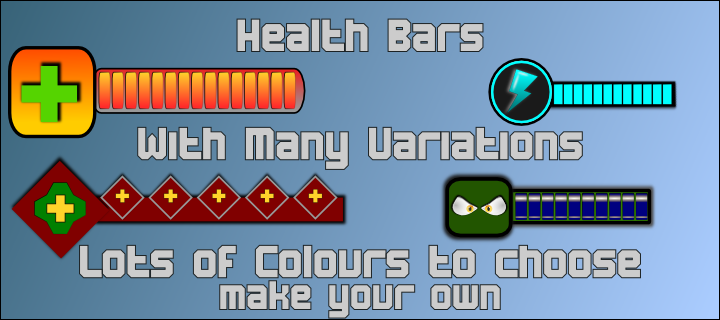 Health Bars
With Many Variations
Lots of Colours to choose
make your own